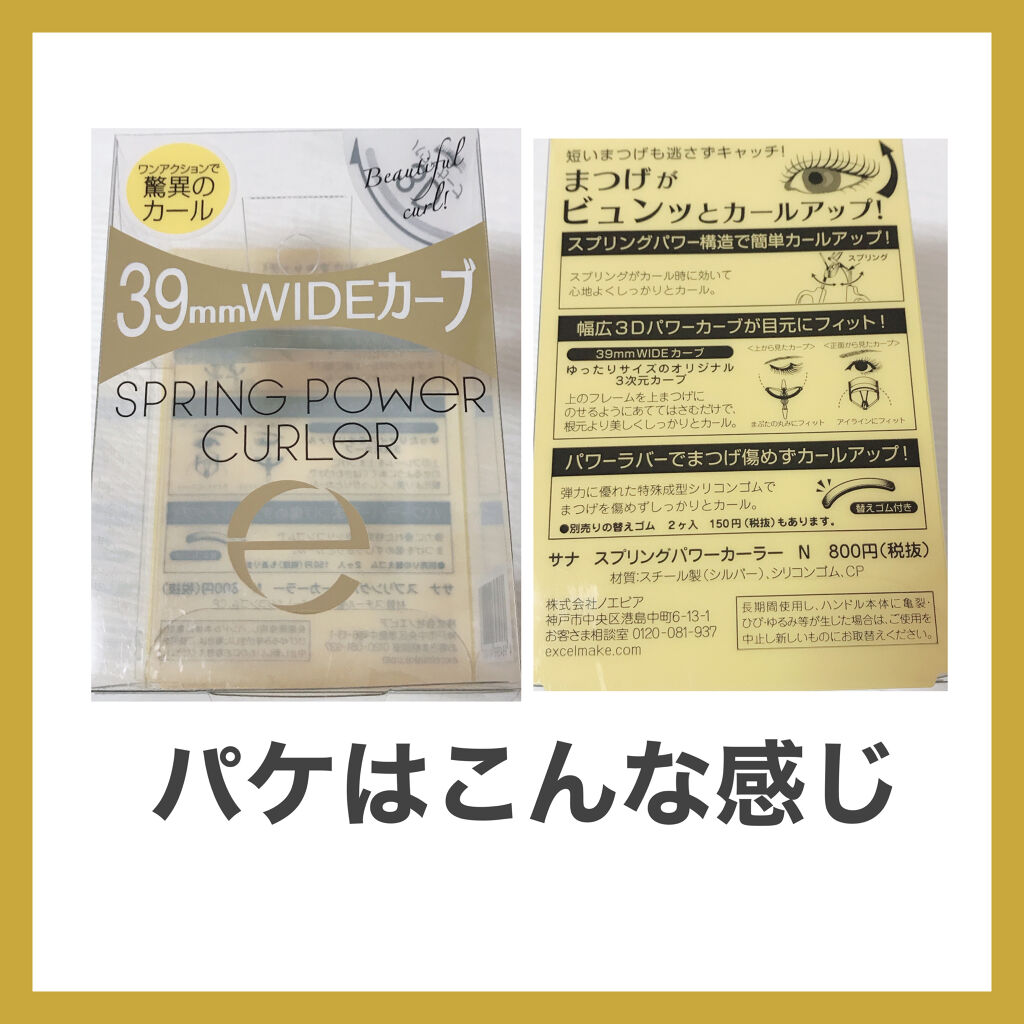 ワンアクションで
驚異の
カール
Beautiful
curl!
39mmWIDEカーブ
SPRING POWER
CURLER
e
短いまつげも逃さずキャッチ!
まつげが
ビュンッとカールアップ!
スプリングパワー構造で簡単カールアップ!
スプリング
スプリングがカール時に効いて
心地よくしっかりとカール。
幅広3Dパワーカーブが目元にフィット!
39mmWIDEカーブ
ゆったりサイズのオリジナル
3次元カーブ
上のフレームを上まつげに
のせるようにあててはさむだけで、
根元より美しくしっかりとカール。
<上から見たカーブ> <正面から見たカーブ>
まぶたの丸みにフィット アイラインにフィット
パワーラバーでまつげ傷めずカールアップ!
弾力に優れた特殊成型シリコンゴムで
まつげを傷めずしっかりとカール。
替えゴム付き
●別売りの替えゴム 2ヶ入 150円(税抜)もあります。
サナ スプリングパワーカーラー N 800円(税抜)
材質:スチール製(シルバー)、シリコンゴム、CP
株式会社ノエビア
神戸市中央区港島中町6-13-1
お客さま相談室 0120-081-937
excelmake.com
長期間使用し、ハンドル本体に亀裂・
ひび・ゆるみ等が生じた場合は、ご使用を
中止し新しいものにお取替えください。
パケはこんな感じ